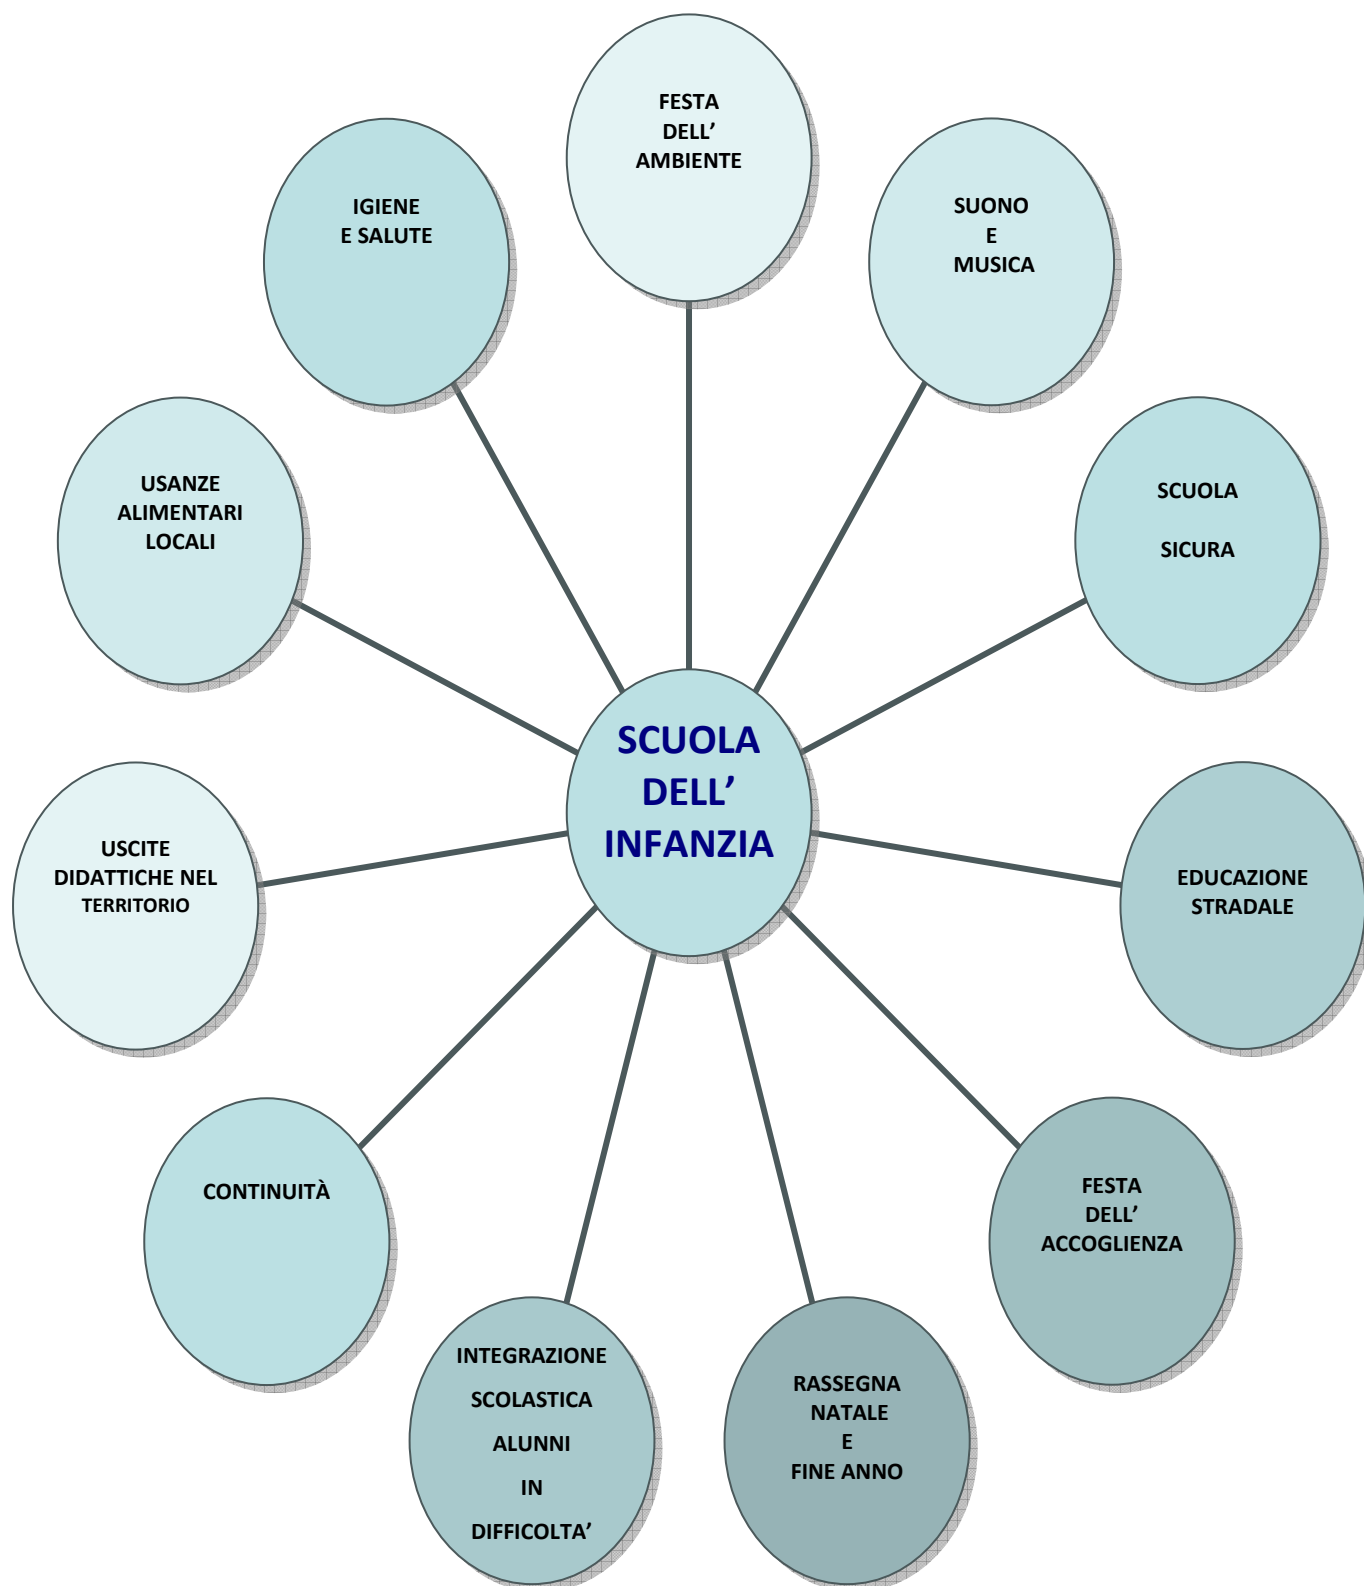 FESTA
DELL’
AMBIENTE
SUONO
E
MUSICA
SCUOLA
SICURA
EDUCAZIONE
STRADALE
FESTA
DELL’
ACCOGLIENZA
RASSEGNA
NATALE
E
FINE ANNO
INTEGRAZIONE
SCOLASTICA
ALUNNI
IN
DIFFICOLTA’
CONTINUITÀ
USCITE
DIDATTICHE NEL
TERRITORIO
USANZE
ALIMENTARI
LOCALI
IGIENE
E SALUTE
SCUOLA
DELL’
INFANZIA